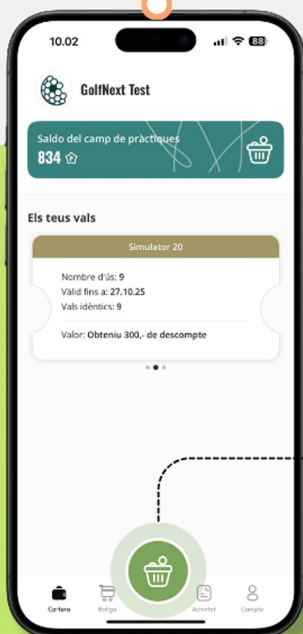 10.02
88
GolfNext Test
Saldo del camp de pràctiques
834
Els teus vals
Simulator 20
Nombre d'ús: 9
Vàlid fins a: 27.10.25
Vals idèntics: 9
Valor: Obteniu 300,- de descompte
Cartera
Botiga
Activitat
Compte